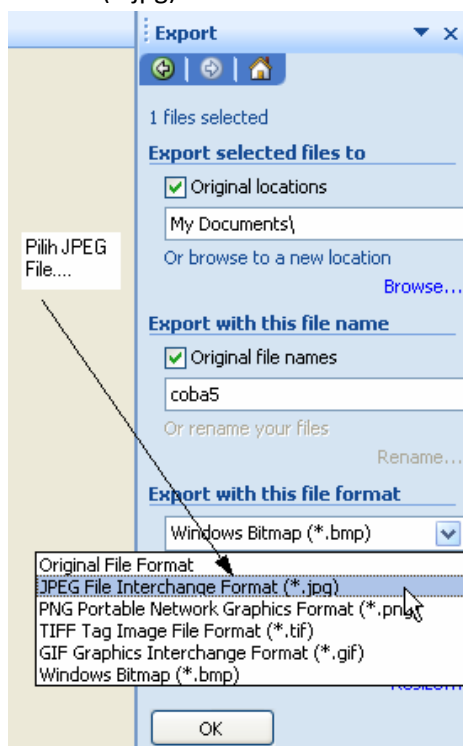 Export
1 files selected
Export selected files to
Original locations
My Documents\
Or browse to a new location
Browse...
Pilih JPEG
File....
Export with this file name
Original file names
coba5
Or rename your files
Rename...
Export with this file format
Windows Bitmap (*.bmp)
Original File Format
JPEG File Interchange Format (*.jpg)
PNG Portable Network Graphics Format (*.png)
TIFF Tag Image File Format (*.tif)
GIF Graphics Interchange Format (*.gif)
Windows Bitmap (*.bmp)
OK